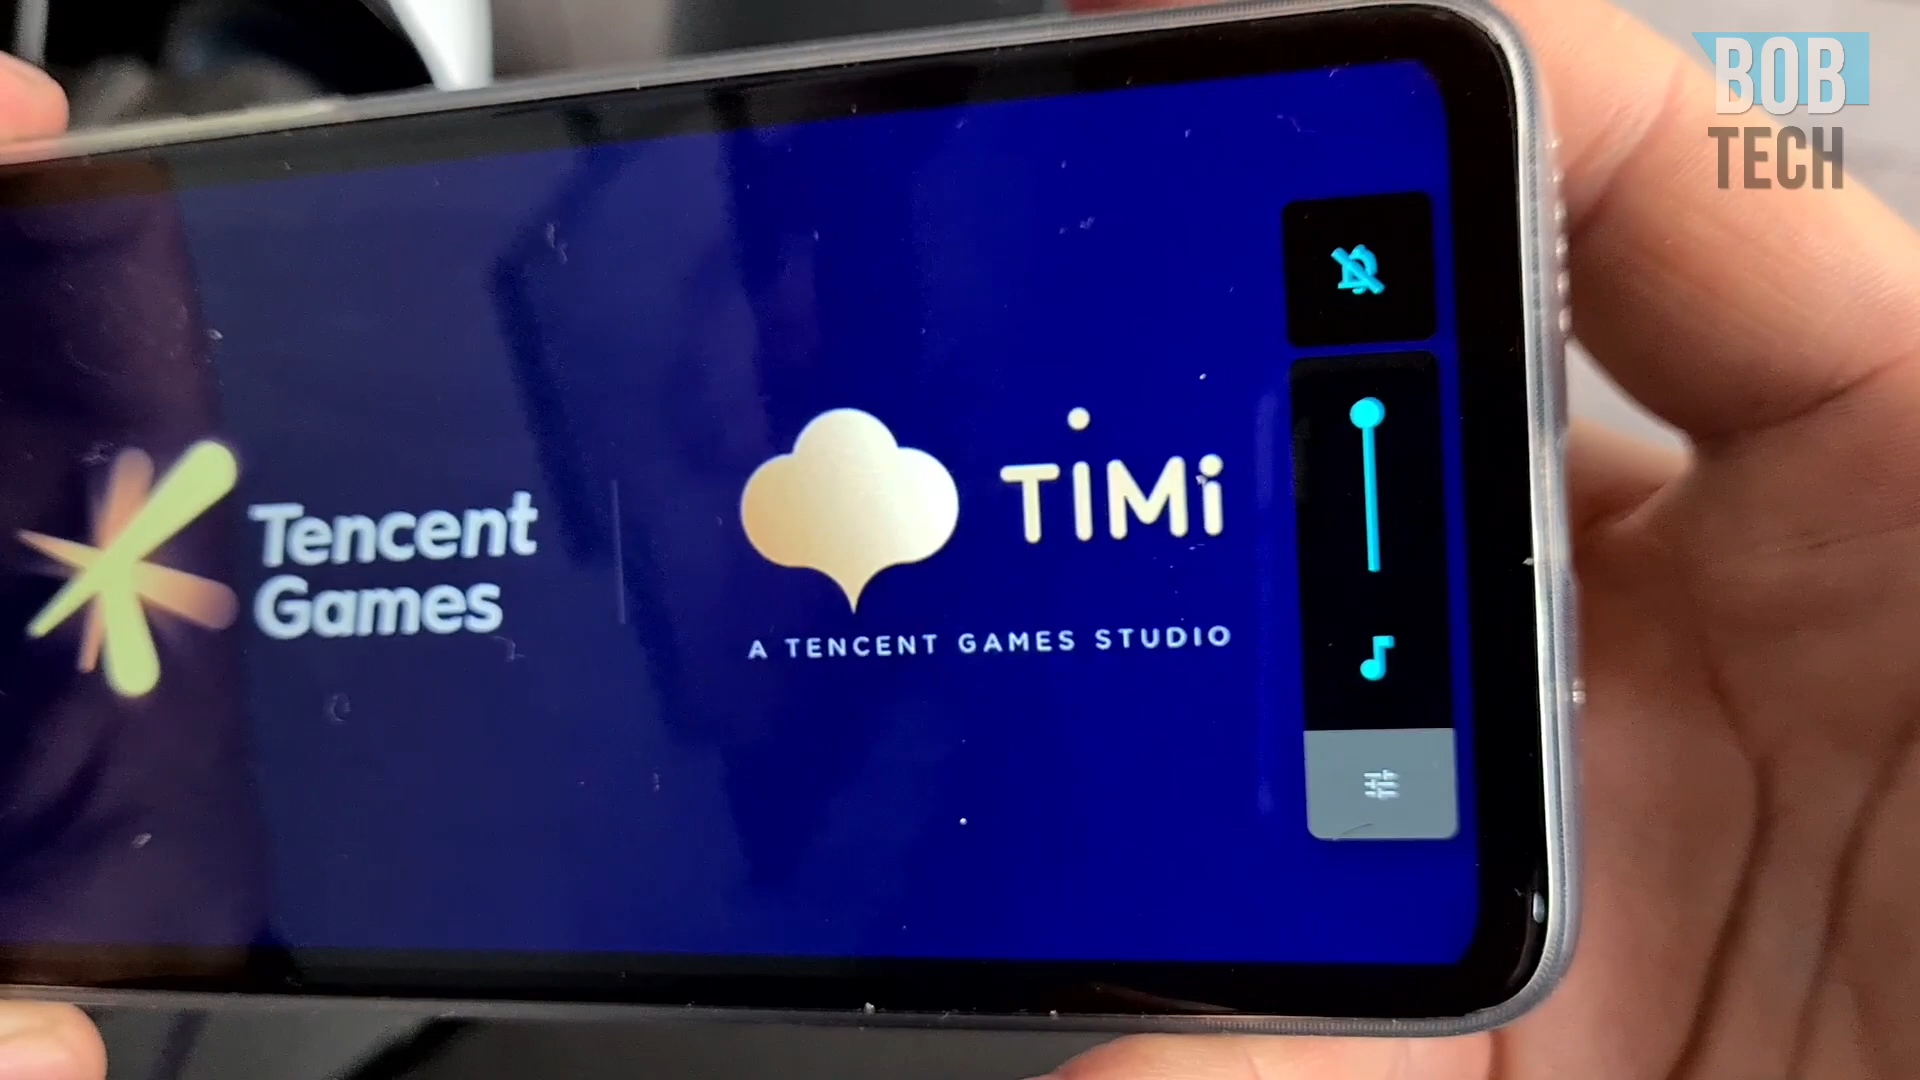 BOB
TECH
Tencent
Games
TiMi
A TENCENT GAMES STUDIO